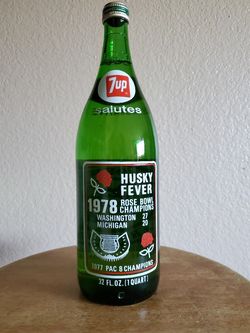 7up
salutes
HUSKY
FEVER
1978 ROSE BOWL
CHAMPIONS
WASHINGTON 27
MICHIGAN 20
1977 PAC 8 CHAMPIONS
32 FL. OZ. (1 QUART)